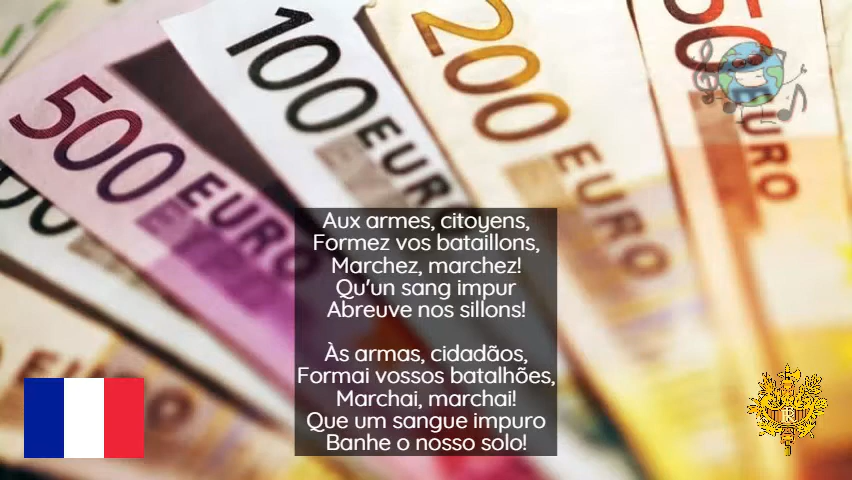 500 EURO
100 EURO
200 EURO
50 EURO
00
EURO
Aux armes, citoyens,
Formez vos bataillons,
Marchez, marchez!
Qu'un sang impur
Abreuve nos sillons!
Às armas, cidadãos,
Formai vossos batalhões,
Marchai, marchai!
Que um sangue impuro
Banhe o nosso solo!